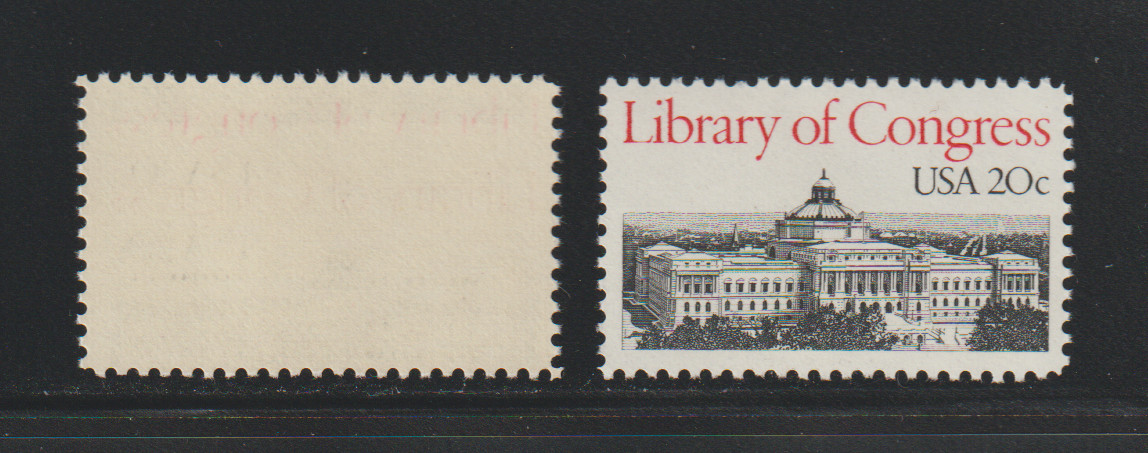 Library of Congress
USA 20c